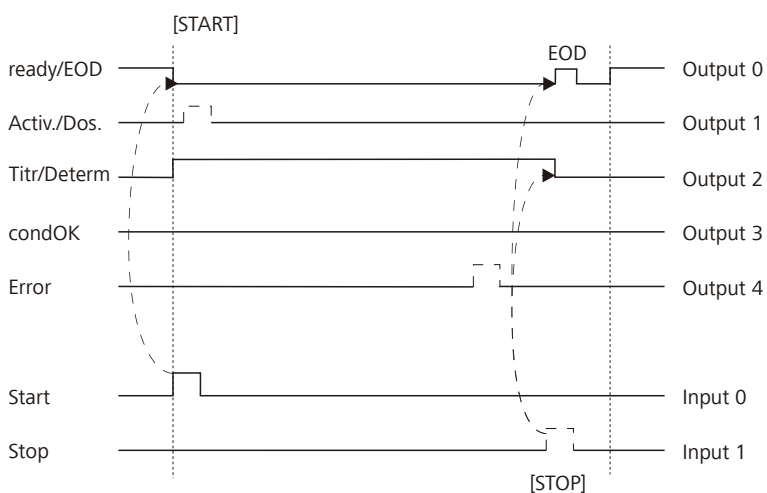 [START]
EOD
ready/EOD Output 0
Activ./Dos. Output 1
Titr/Determ Output 2
condOK Output 3
Error Output 4
Start Input 0
Stop Input 1
[STOP]